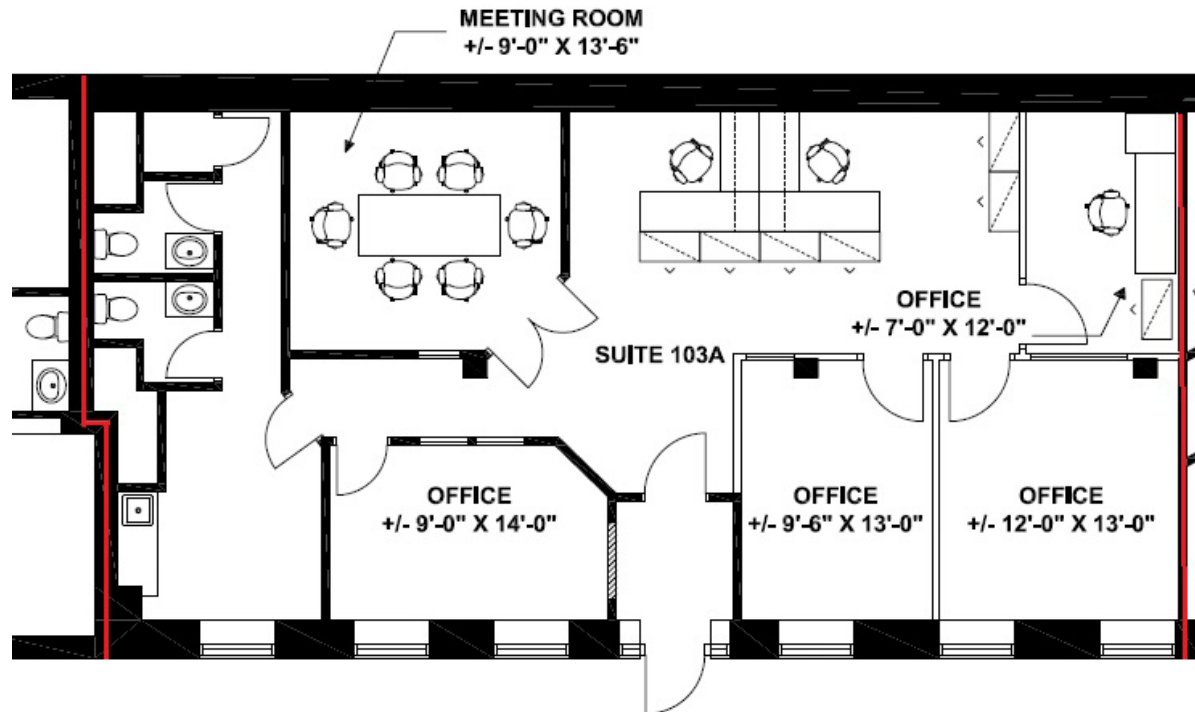 MEETING ROOM
+/- 9'-0" X 13'-6"
OFFICE
+/- 7'-0" X 12'-0"
SUITE 103A
OFFICE
+/- 9'-0" X 14'-0"
OFFICE
+/- 9'-6" X 13'-0"
OFFICE
+/- 12'-0" X 13'-0"